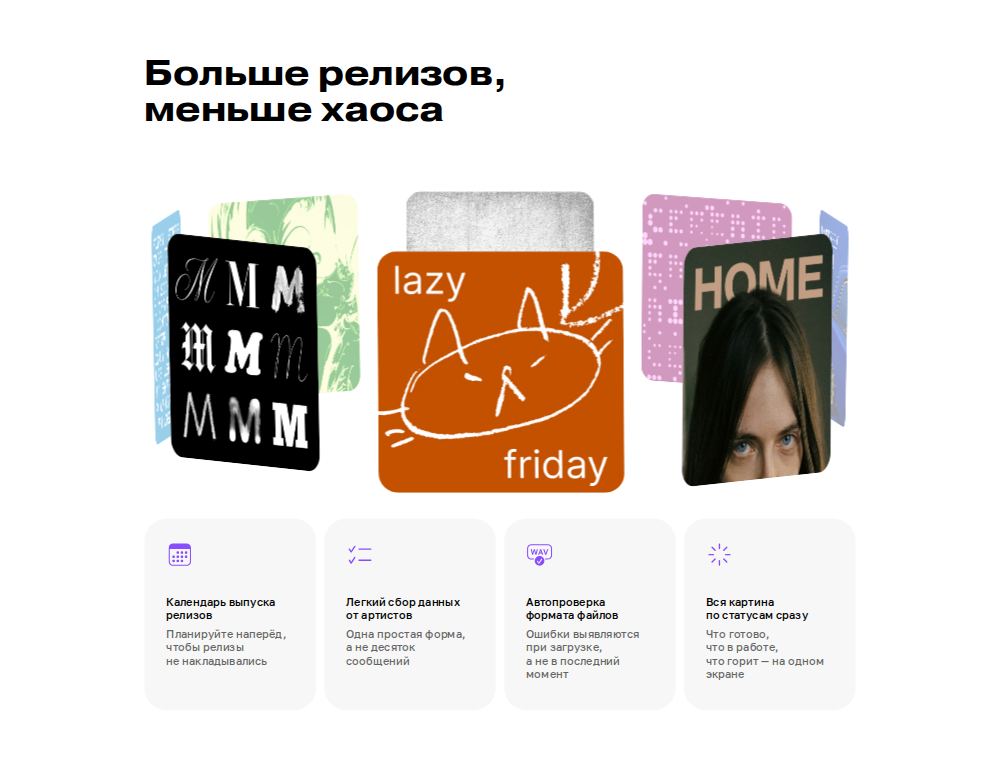 Больше релизов,
меньше хаоса
M M M
M M M
M M M
lazy
friday
HOME
WAV
Календарь выпуска
релизов
Планируйте наперёд,
чтобы релизы
не накладывались
Легкий сбор данных
от артистов
Одна простая форма,
а не десяток
сообщений
Автопроверка
формата файлов
Ошибки выявляются
при загрузке,
а не в последний
момент
Вся картина
по статусам сразу
Что готово,
что в работе,
что горит — на одном
экране